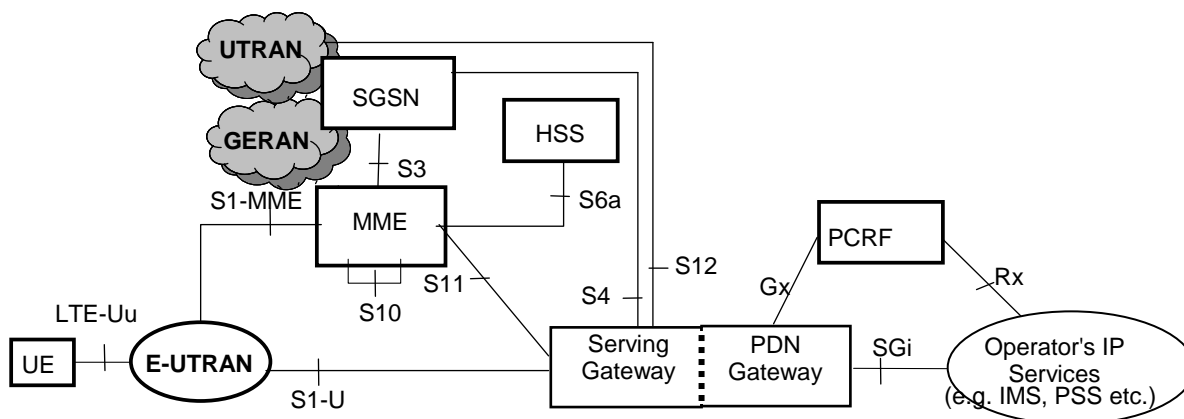 UTRAN
SGSN
GERAN
HSS
S3
S1-MME
S6a
MME
PCRF
S12
S11
Gx
Rx
S4
S10
LTE-Uu
UE
E-UTRAN
Serving
Gateway
PDN
Gateway
SGi
Operator's IP
Services
(e.g. IMS, PSS etc.)
S1-U